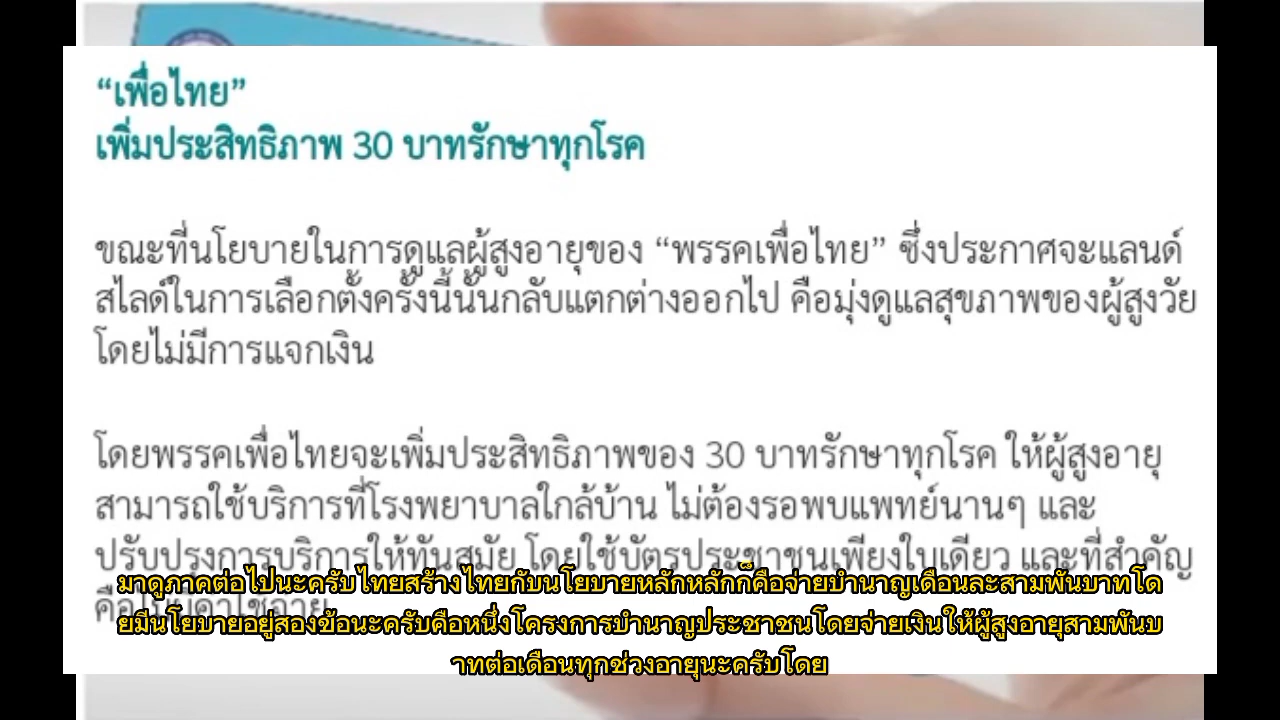 “เพื่อไทย”
เพิ่มประสิทธิภาพ 30 บาทรักษาทุกโรค
ขณะที่นโยบายในการดูแลผู้สูงอายุของ “พรรคเพื่อไทย” ซึ่งประกาศจะแลนด์
สไลด์ในการเลือกตั้งครั้งนี้นั้นกลับแตกต่างออกไป คือมุ่งดูแลสุขภาพของผู้สูงวัย
โดยไม่มีการแจกเงิน
โดยพรรคเพื่อไทยจะเพิ่มประสิทธิภาพของ 30 บาทรักษาทุกโรค ให้ผู้สูงอายุ
สามารถใช้บริการที่โรงพยาบาลใกล้บ้าน ไม่ต้องรอพบแพทย์นานๆ และ
ปรับปรุงการบริการให้ทันสมัย โดยใช้บัตรประชาชนเพียงใบเดียว และที่สำคัญ
คือไม่มีค่าใช้จ่าย
มาดูภาคต่อไปนะครับไทยสร้างไทยกับนโยบายหลักหลักก็คือจ่ายบำนาญเดือนละสามพันบาทโด
ยมีนโยบายอยู่สองข้อนะครับคือหนึ่งโครงการบำนาญประชาชนโดยจ่ายเงินให้ผู้สูงอายุสามพันบ
าทต่อเดือนทุกช่วงอายุนะครับโดย